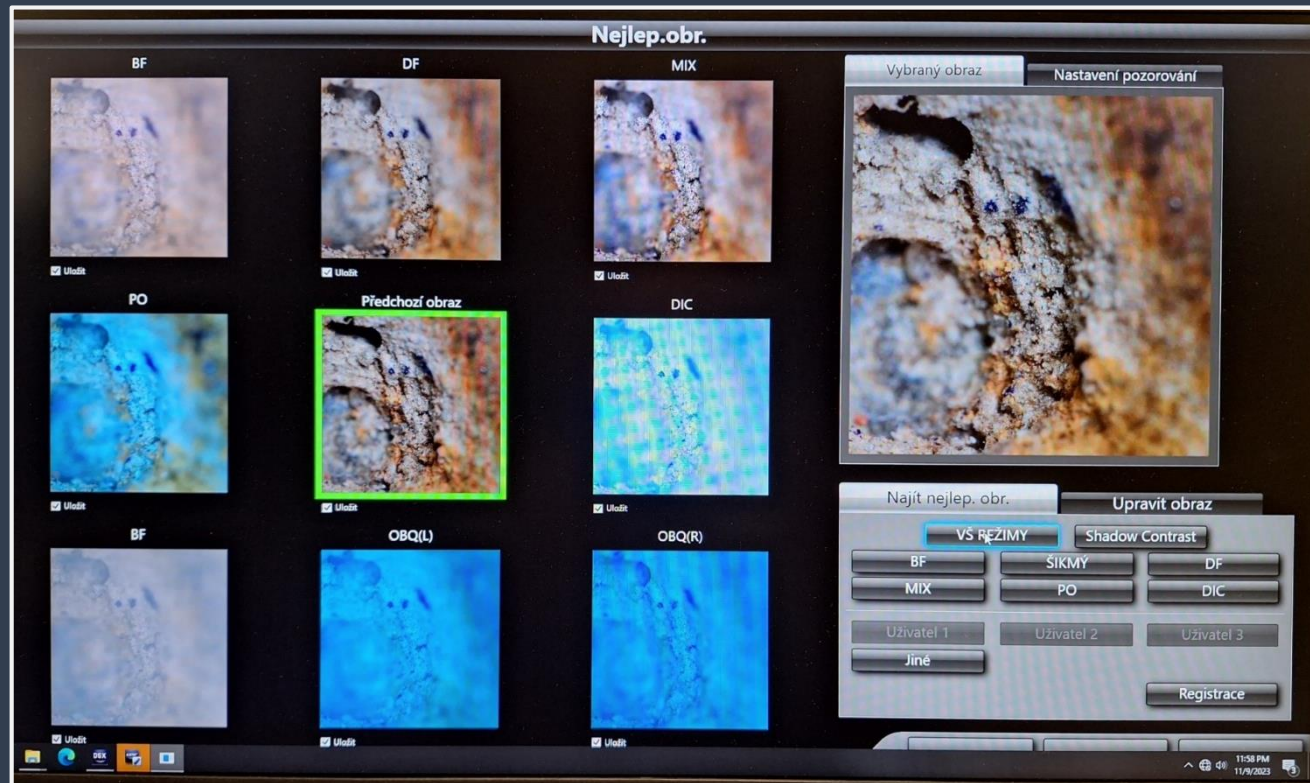 Nejlep.obr.
BF
DF
MIX
Uložit
Uložit
Uložit
PO
Předchozí obraz
DIC
Uložit
Uložit
Uložit
BF
OBQ(L)
OBQ(R)
Uložit
Uložit
Uložit
Vybraný obraz
Nastavení pozorování
Najít nejlep. obr.
Upravit obraz
VŠ REŽIMY
Shadow Contrast
BF
ŠIKMÝ
DF
MIX
PO
DIC
Uživatel 1
Uživatel 2
Uživatel 3
Jiné
Registrace
DSX
11:58 PM
11/9/2023
3